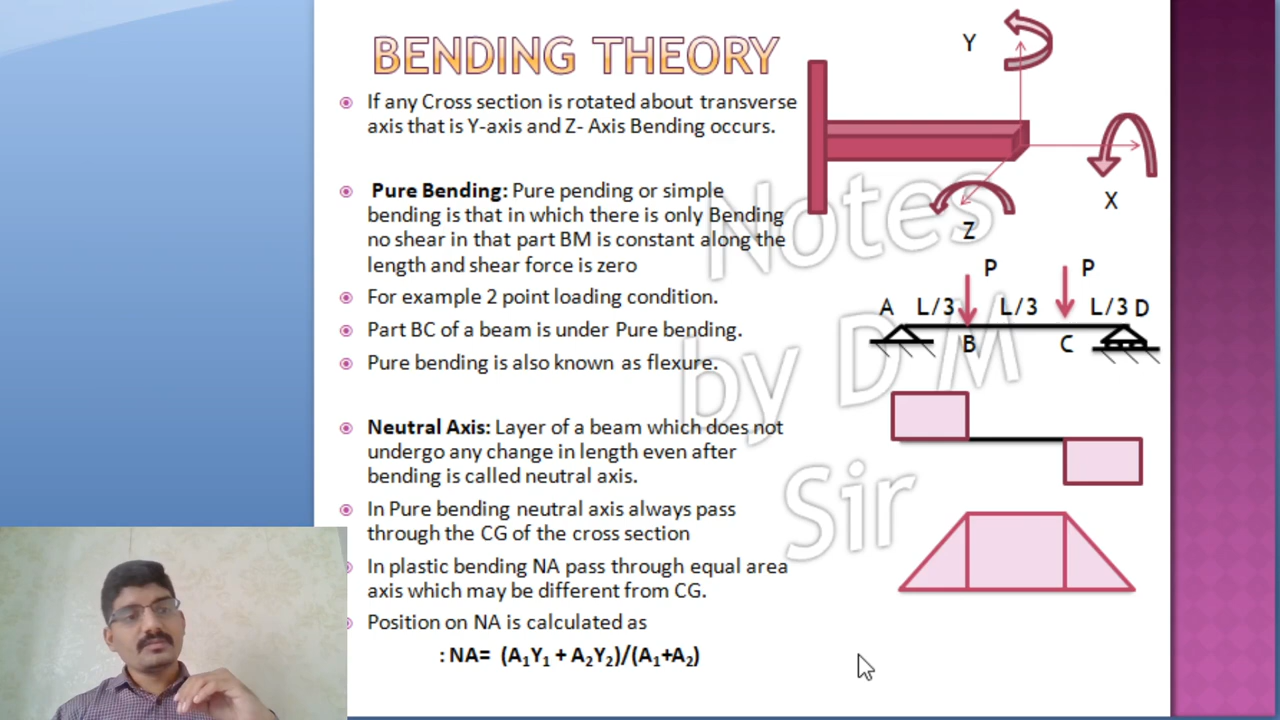 BENDING THEORY
If any Cross section is rotated about transverse
axis that is Y-axis and Z- Axis Bending occurs.
Pure Bending: Pure pending or simple
bending is that in which there is only Bending
no shear in that part BM is constant along the
length and shear force is zero
For example 2 point loading condition.
Part BC of a beam is under Pure bending.
Pure bending is also known as flexure.
Neutral Axis: Layer of a beam which does not
undergo any change in length even after
bending is called neutral axis.
In Pure bending neutral axis always pass
through the CG of the cross section
In plastic bending NA pass through equal area
axis which may be different from CG.
Position on NA is calculated as
: NA= (A₁Y₁ + A₂Y₂)/(A₁+A₂)
Y
X
Z
P P
A L/3 L/3 L/3 D
B C
Notes
by D M
Sir